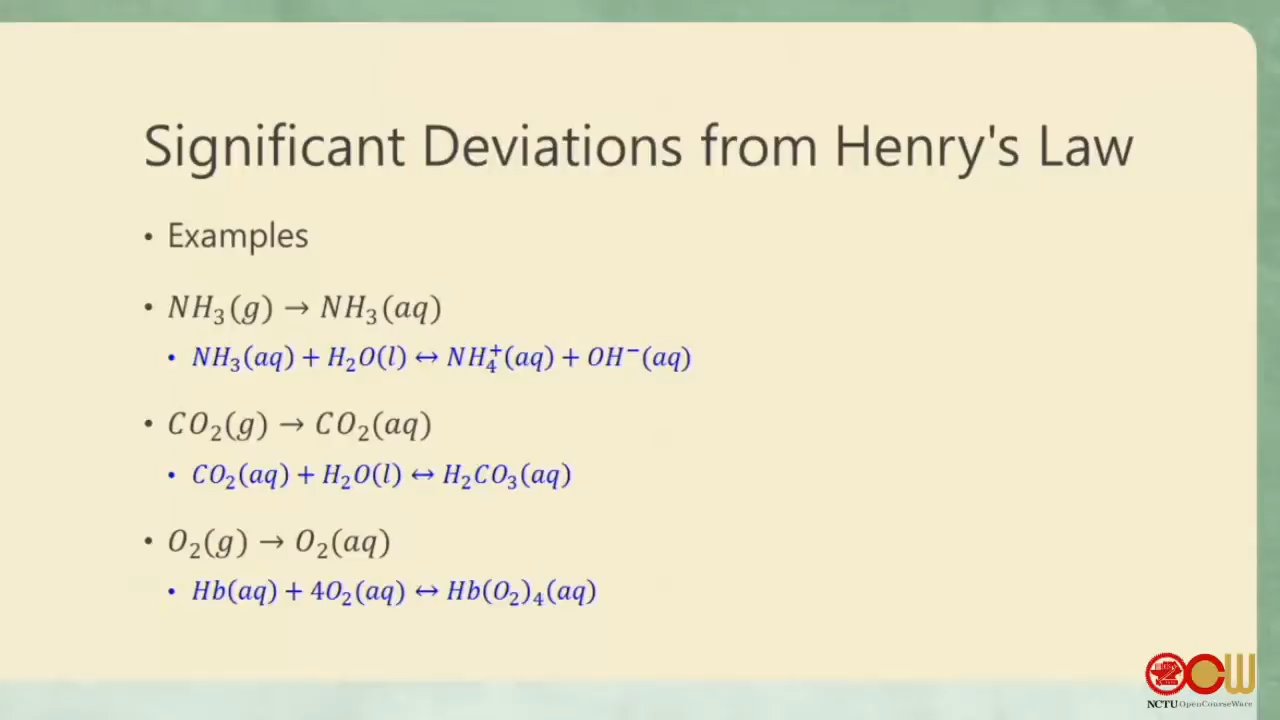 Significant Deviations from Henry's Law
• Examples
• NH₃(g) → NH₃(aq)
• NH₃(aq) + H₂O(l) ↔ NH₄⁺(aq) + OH⁻(aq)
• CO₂(g) → CO₂(aq)
• CO₂(aq) + H₂O(l) ↔ H₂CO₃(aq)
• O₂(g) → O₂(aq)
• Hb(aq) + 4O₂(aq) ↔ Hb(O₂)₄(aq)
OCW
NCTU OpenCourseWare